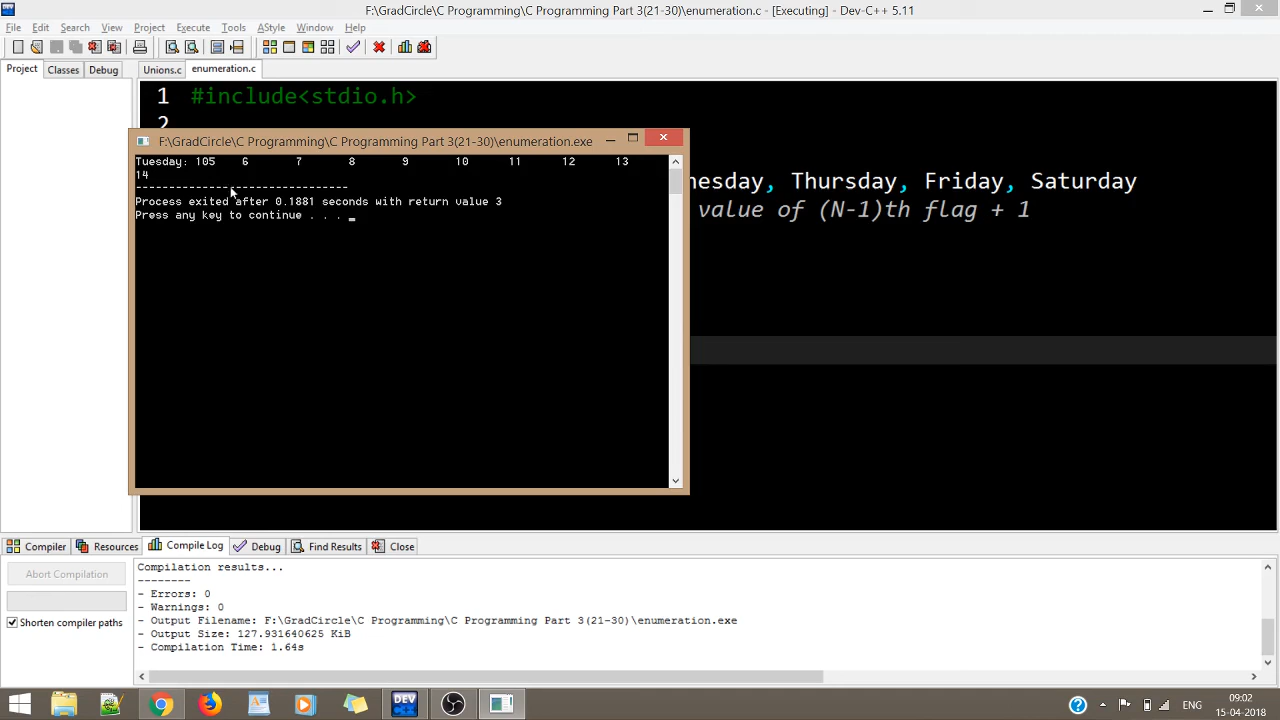 F:\GradCircle\C Programming\C Programming Part 3(21-30)\enumeration.c - [Executing] - Dev-C++ 5.11
File Edit Search View Project Execute Tools AStyle Window Help
Project Classes Debug Unions.c enumeration.c
1 #include<stdio.h>
2
F:\GradCircle\C Programming\C Programming Part 3(21-30)\enumeration.exe
Tuesday: 105 6 7 8 9 10 11 12 13
14
--------------------------------
nesday, Thursday, Friday, Saturday
Process exited after 0.1881 seconds with return value 3
value of (N-1)th flag + 1
Press any key to continue . . . _
Compiler Resources Compile Log Debug Find Results Close
Abort Compilation
Shorten compiler paths
Compilation results...
--------
- Errors: 0
- Warnings: 0
- Output Filename: F:\GradCircle\C Programming\C Programming Part 3(21-30)\enumeration.exe
- Output Size: 127.931640625 KiB
- Compilation Time: 1.64s
DEV
ENG
09:02
15-04-2018